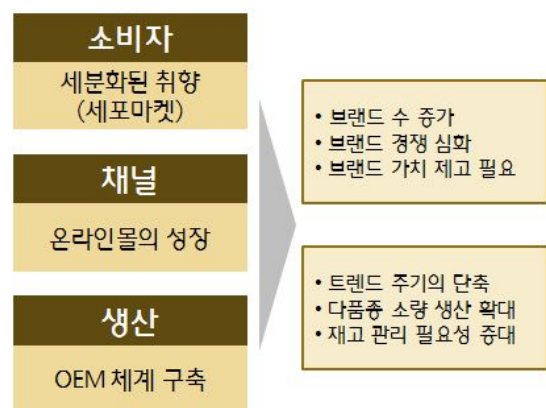 소비자
세분화된 취향
(세포마켓)
채널
온라인몰의 성장
생산
OEM 체계 구축
• 브랜드 수 증가
• 브랜드 경쟁 심화
• 브랜드 가치 제고 필요
• 트렌드 주기의 단축
• 다품종 소량 생산 확대
• 재고 관리 필요성 증대